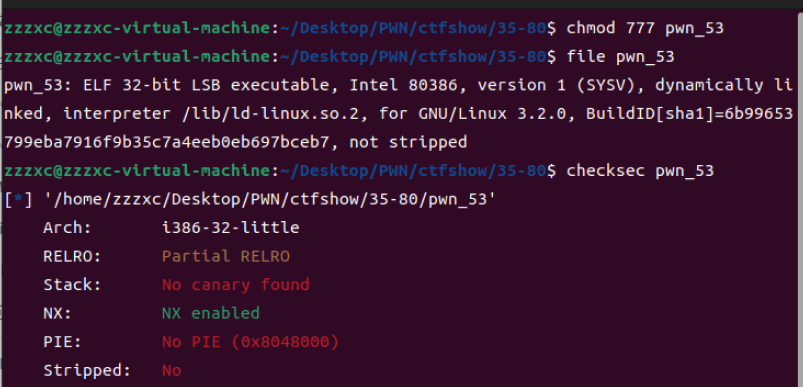 zzzxc@zzzxc-virtual-machine:~/Desktop/PWN/ctfshow/35-80$ chmod 777 pwn_53
zzzxc@zzzxc-virtual-machine:~/Desktop/PWN/ctfshow/35-80$ file pwn_53
pwn_53: ELF 32-bit LSB executable, Intel 80386, version 1 (SYSV), dynamically li
nked, interpreter /lib/ld-linux.so.2, for GNU/Linux 3.2.0, BuildID[sha1]=6b99653
799eba7916f9b35c7a4eeb0eb697bceb7, not stripped
zzzxc@zzzxc-virtual-machine:~/Desktop/PWN/ctfshow/35-80$ checksec pwn_53
[*] '/home/zzzxc/Desktop/PWN/ctfshow/35-80/pwn_53'
Arch: i386-32-little
RELRO: Partial RELRO
Stack: No canary found
NX: NX enabled
PIE: No PIE (0x8048000)
Stripped: No